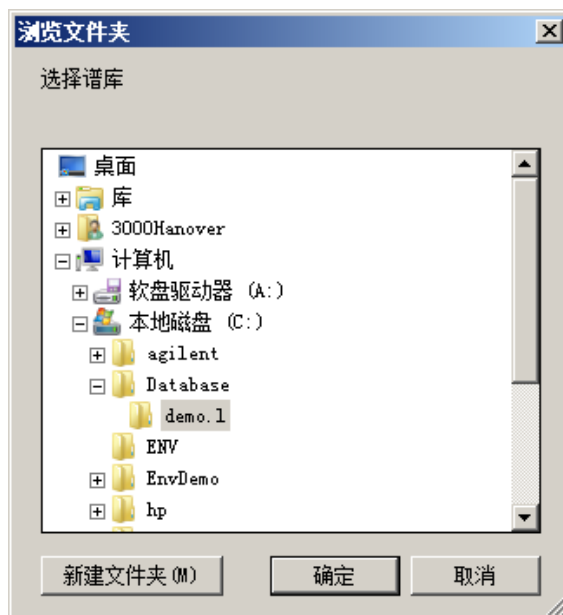 浏览文件夹
选择谱库
桌面
库
3000Hanover
计算机
软盘驱动器 (A:)
本地磁盘 (C:)
agilent
Database
demo.l
ENV
EnvDemo
hp
新建文件夹(M) 确定 取消